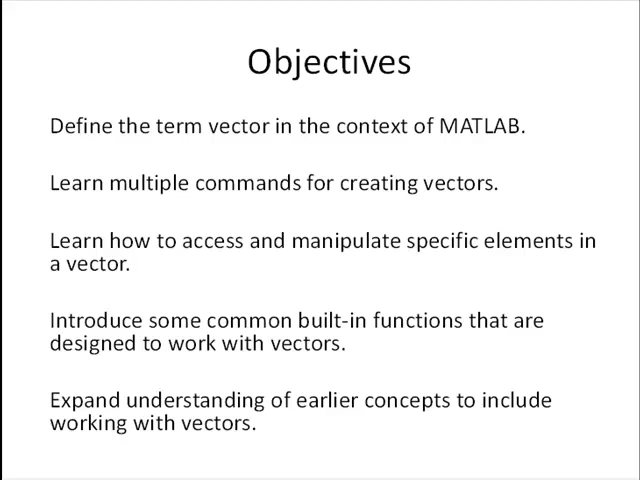 Objectives
Define the term vector in the context of MATLAB.
Learn multiple commands for creating vectors.
Learn how to access and manipulate specific elements in
a vector.
Introduce some common built-in functions that are
designed to work with vectors.
Expand understanding of earlier concepts to include
working with vectors.